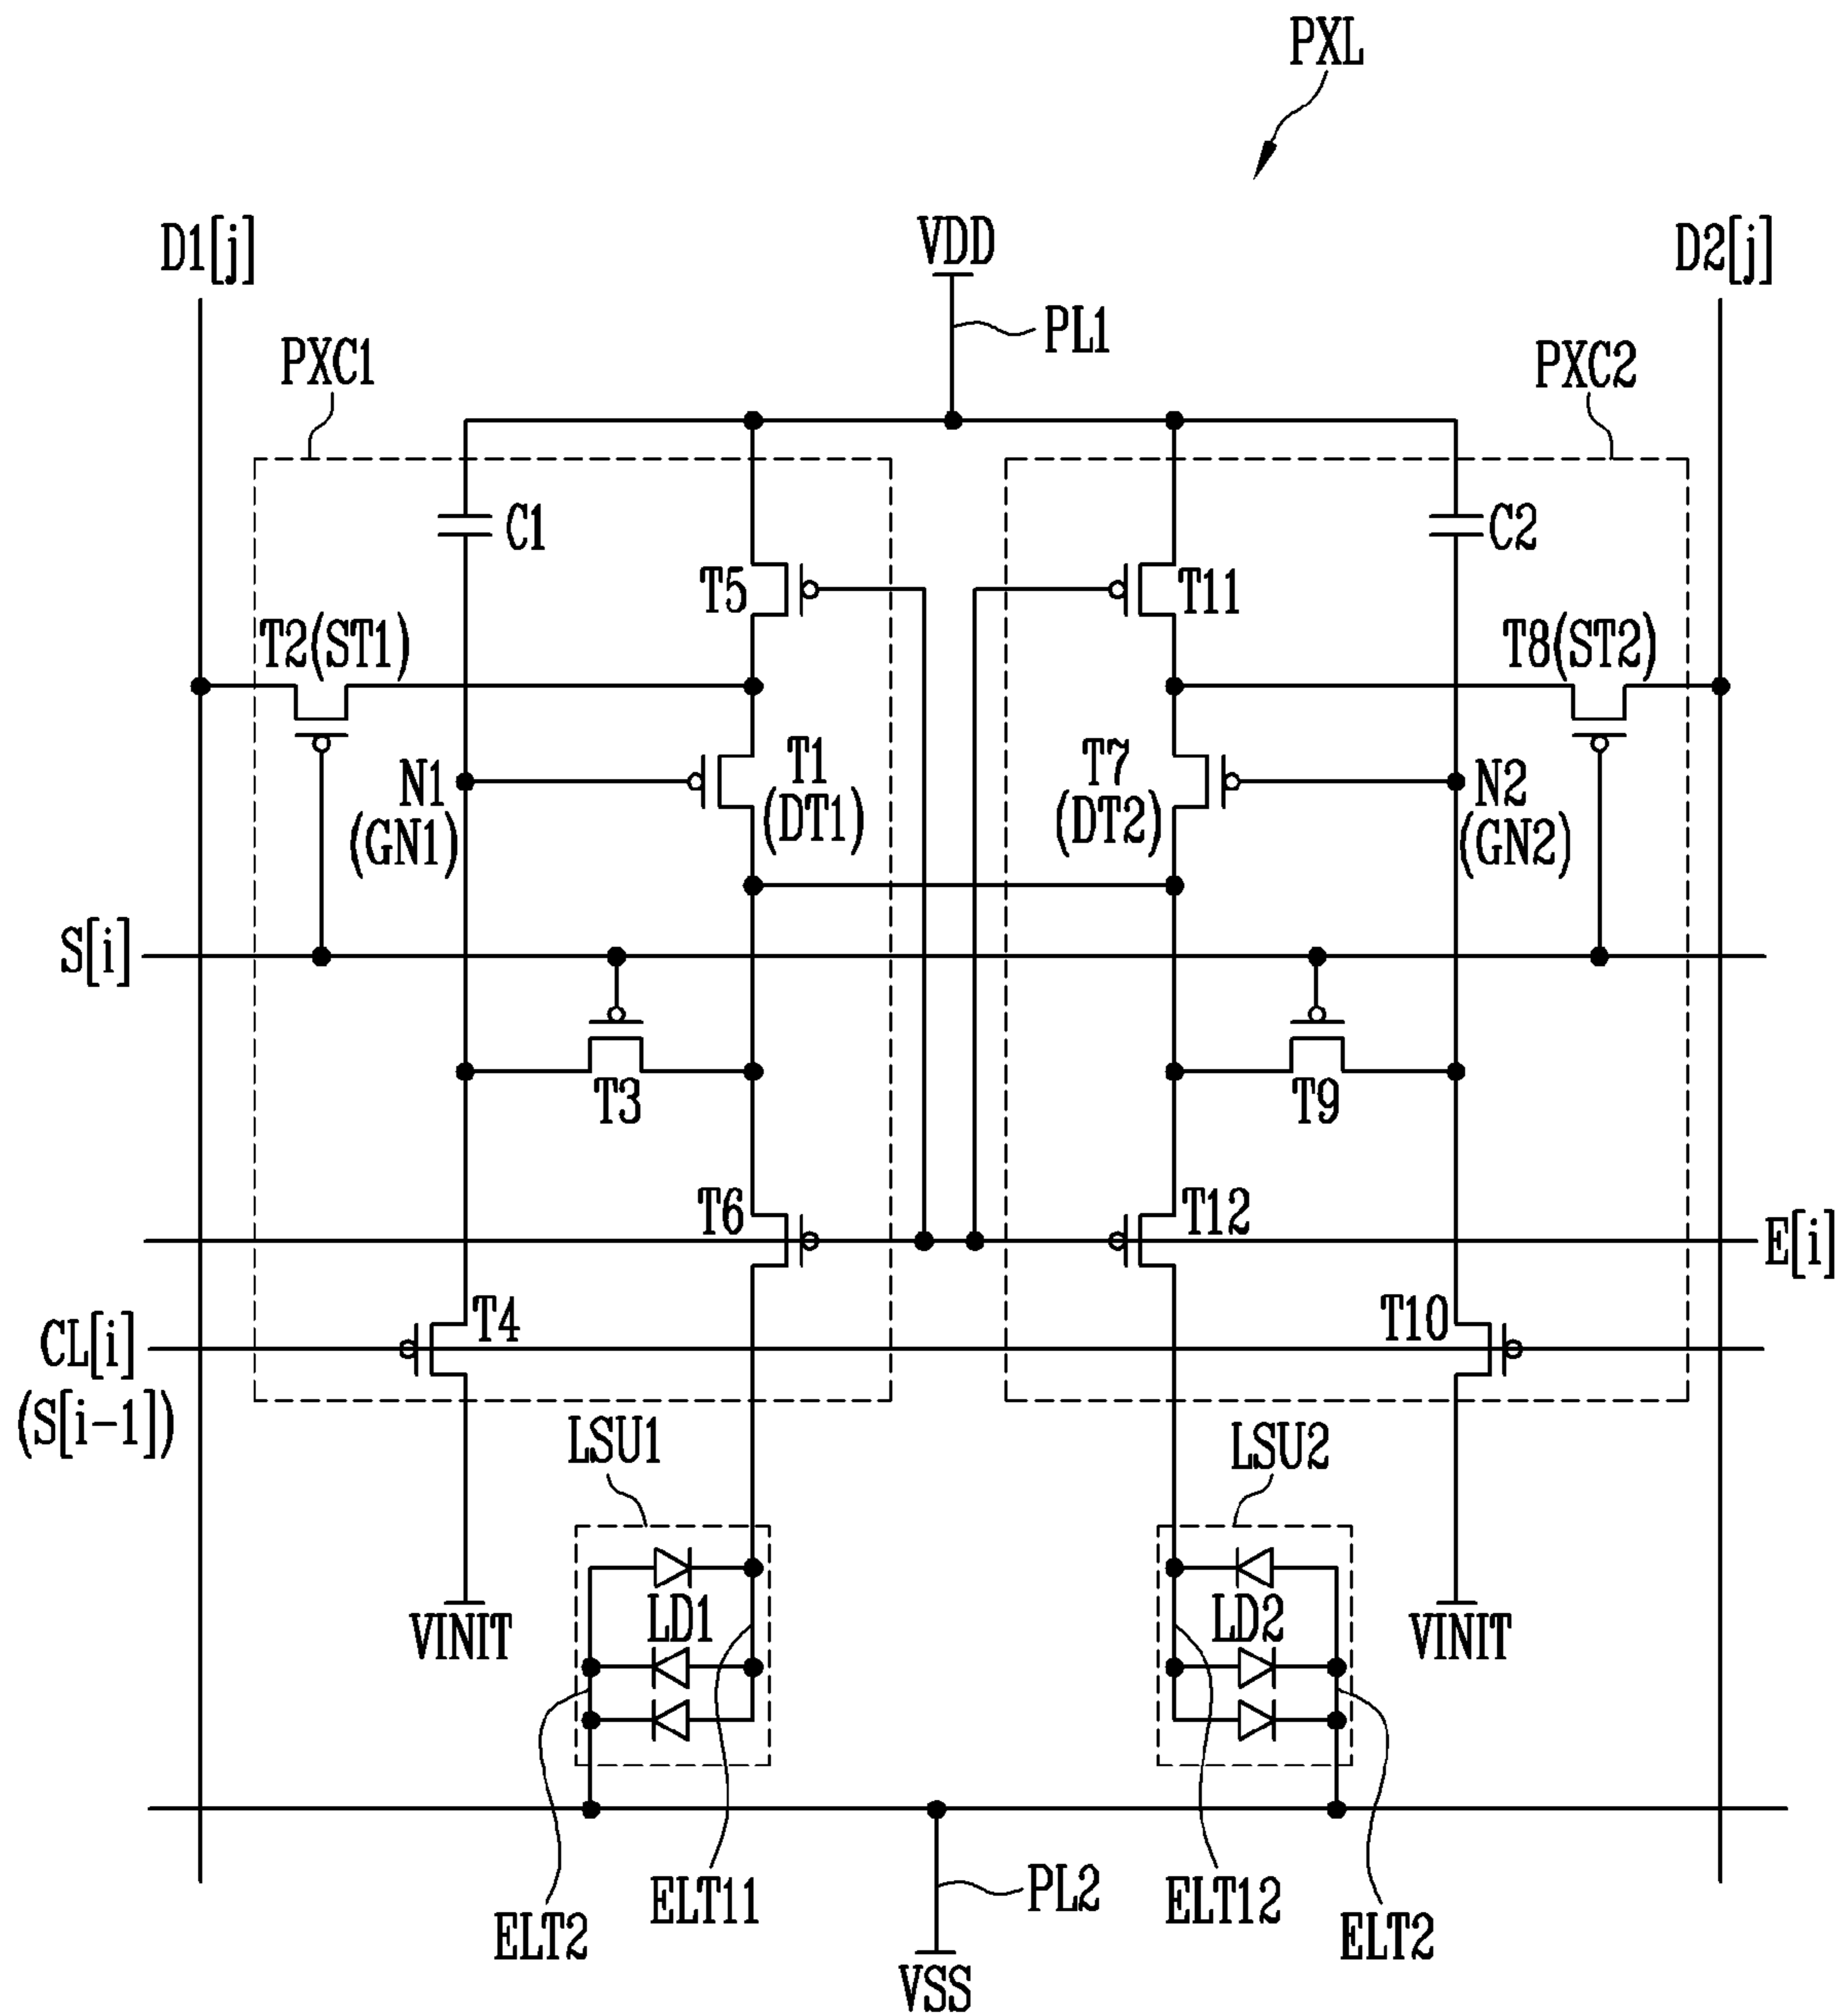 PXL
D1[j]
VDD
D2[j]
PL1
PXC1
PXC2
C1
C2
T5
T11
T2(ST1)
T8(ST2)
N1
(GN1)
T1
(DT1)
T7
(DT2)
N2
(GN2)
S[i]
T3
T9
T6
T12
E[i]
CL[i]
(S[i-1])
T4
T10
LSU1
LSU2
VINIT
LD1
LD2
VINIT
ELT2
ELT11
PL2
ELT12
ELT2
VSS